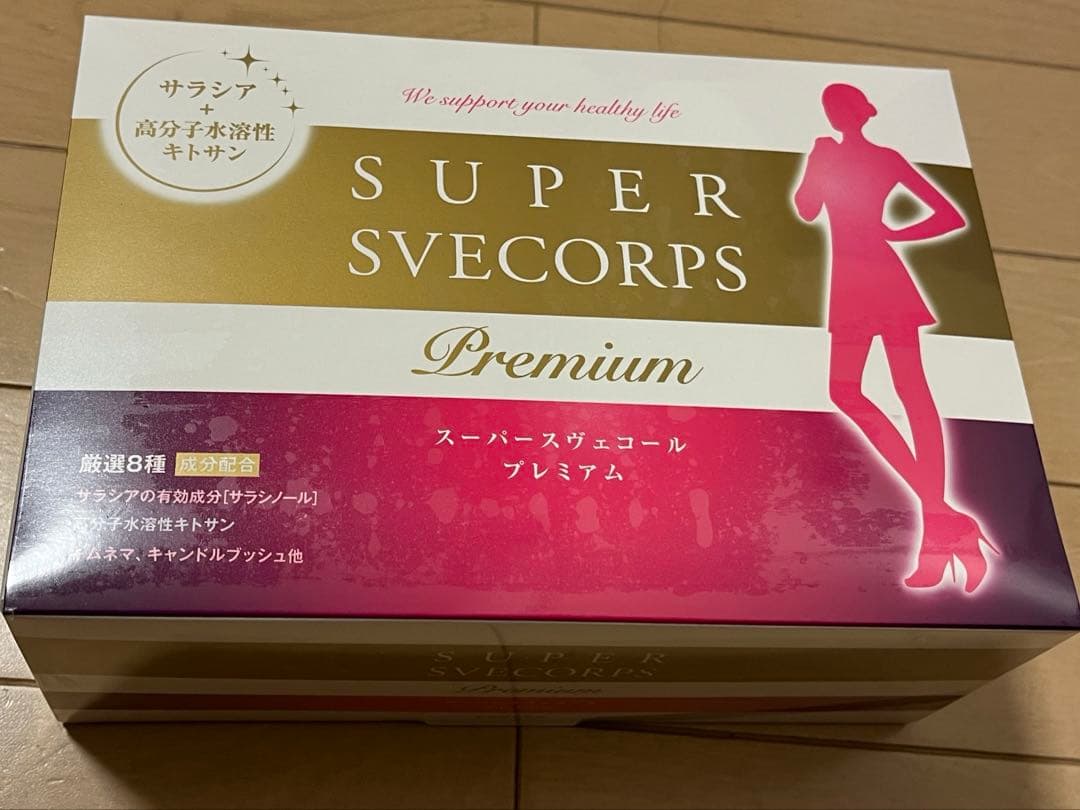 サラシア
+
高分子水溶性
キトサン
We support your healthy life
SUPER
SVECORPS
Premium
スーパースヴェコール
プレミアム
厳選8種 成分配合
サラシアの有効成分[サラシノール]
高分子水溶性キトサン
ギムネマ、キャンドルブッシュ他
SUPER
SVECORPS
Premium